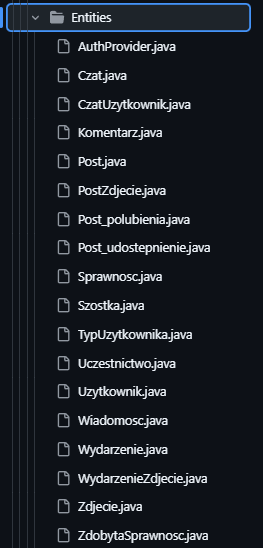 Entities
AuthProvider.java
Czat.java
CzatUzytkownik.java
Komentarz.java
Post.java
PostZdjecie.java
Post_polubienia.java
Post_udostepnienie.java
Sprawnosc.java
Szostka.java
TypUzytkownika.java
Uczestnictwo.java
Uzytkownik.java
Wiadomosc.java
Wydarzenie.java
WydarzenieZdjecie.java
Zdjecie.java
ZdobytaSprawnosc.java